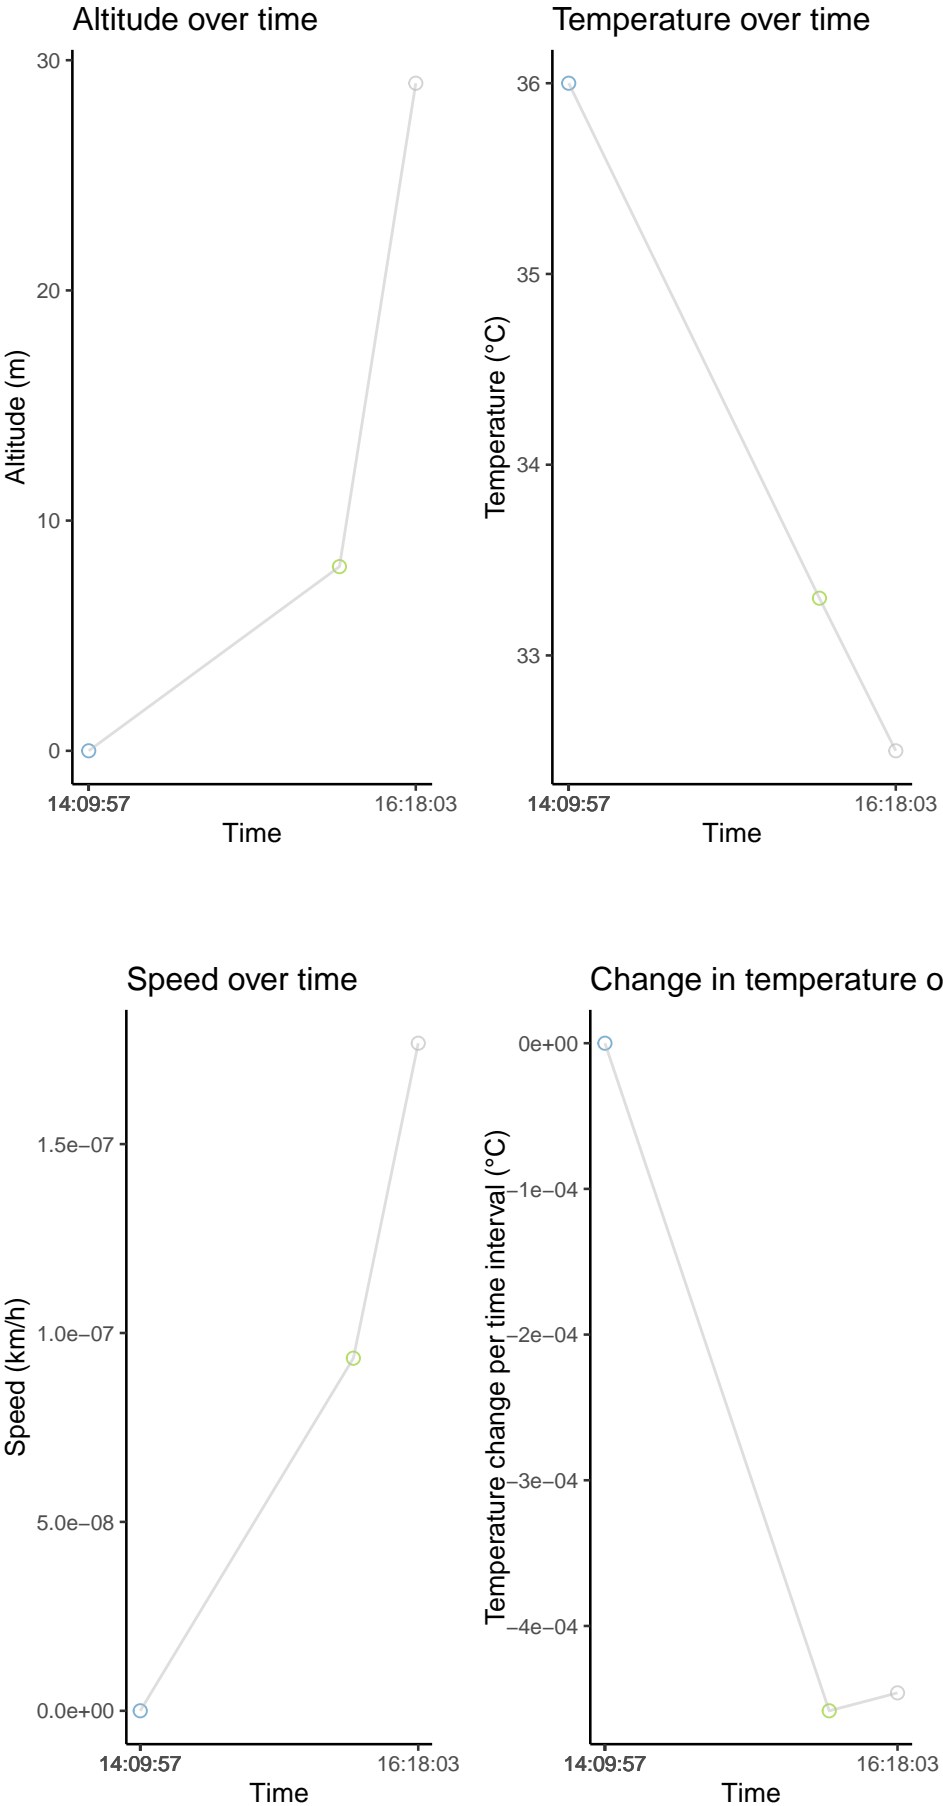 Altitude over time
30
20
10
0
Altitude (m)
14:09:57
16:18:03
Time
Temperature over time
36
35
34
33
Temperature (°C)
14:09:57
16:18:03
Time
Speed over time
1.5e−07
1.0e−07
5.0e−08
0.0e+00
Speed (km/h)
14:09:57
16:18:03
Time
Change in temperature o
0e+00
−1e−04
−2e−04
−3e−04
−4e−04
Temperature change per time interval (°C)
14:09:57
16:18:03
Time